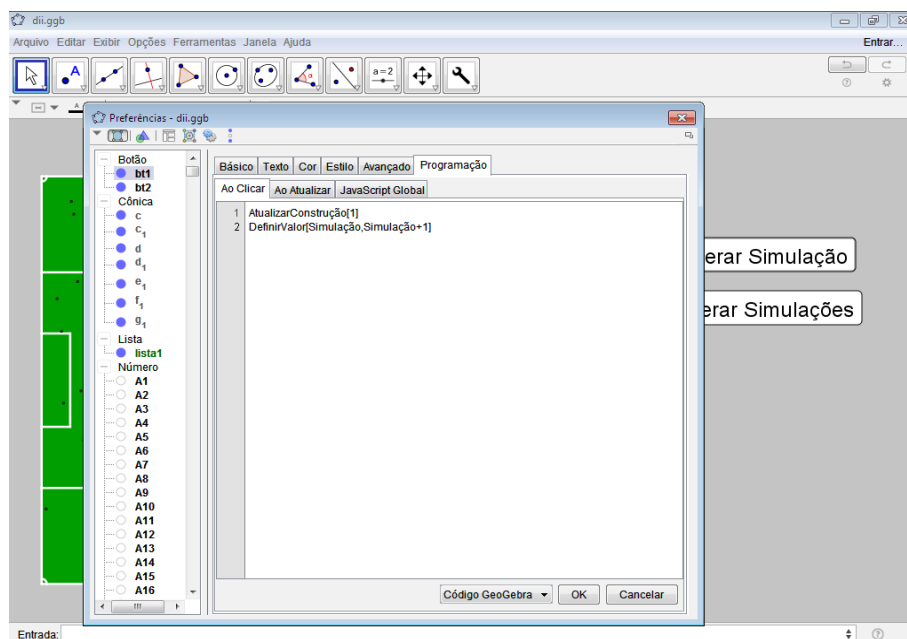 dii.ggb
Arquivo Editar Exibir Opções Ferramentas Janela Ajuda
Entrar...
A
a=2
Preferências - dii.ggb
Botão
bt1
bt2
Cônica
c
c1
d
d1
e1
f1
g1
Lista
lista1
Número
A1
A2
A3
A4
A5
A6
A7
A8
A9
A10
A11
A12
A13
A14
A15
A16
Básico Texto Cor Estilo Avançado Programação
Ao Clicar Ao Atualizar JavaScript Global
1 AtualizarConstrução[1]
2 DefinirValor[Simulação,Simulação+1]
Código GeoGebra OK Cancelar
erar Simulação
erar Simulações
Entrada: